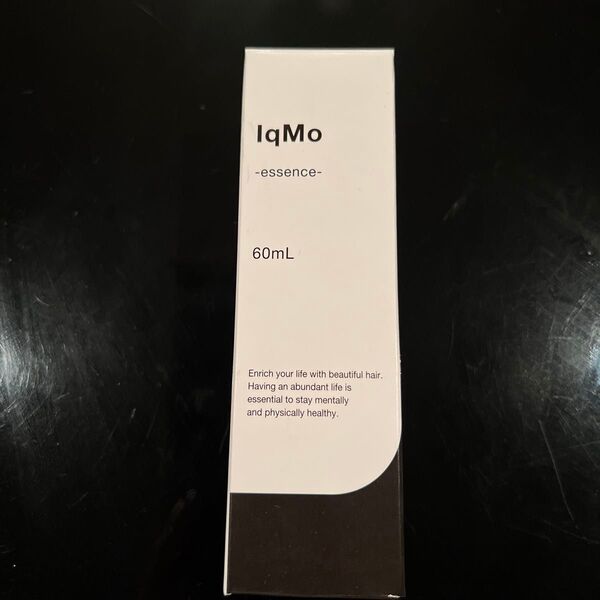 IqMo
-essence-
60mL
Enrich your life with beautiful hair.
Having an abundant life is
essential to stay mentally
and physically healthy.